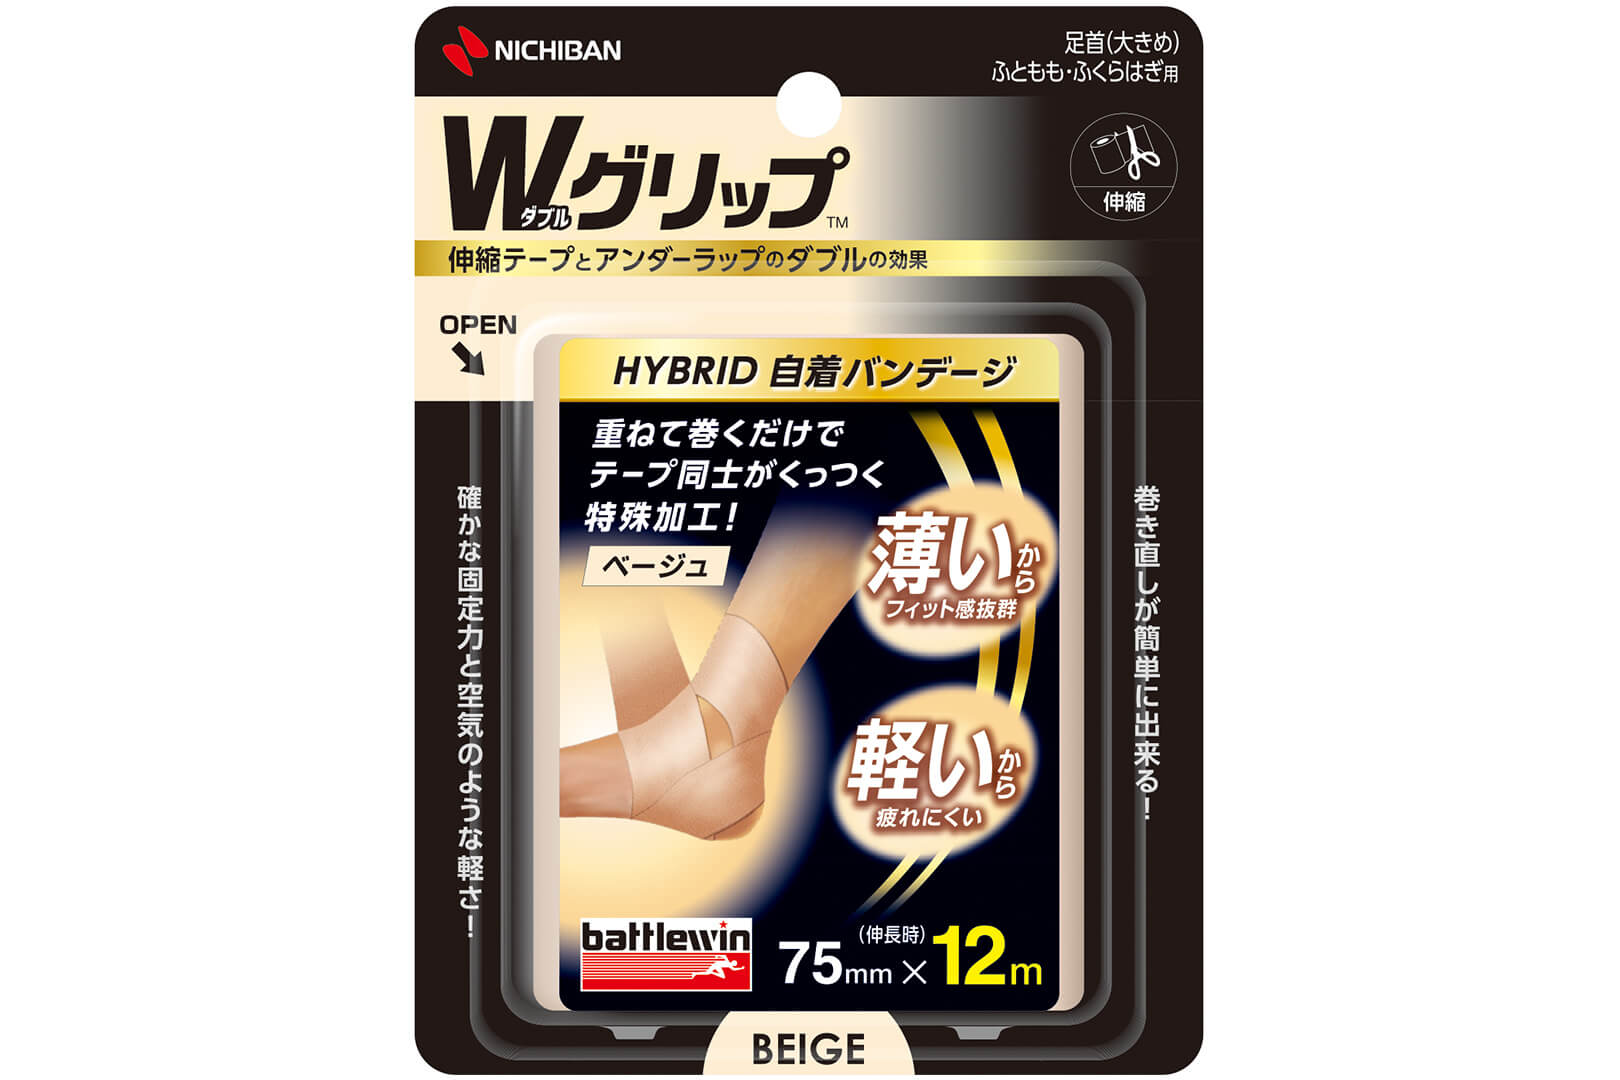 NICHIBAN
足首(大きめ)
ふともも・ふくらはぎ用
Wグリップ™
ダブル
伸縮
伸縮テープとアンダーラップのダブルの効果
OPEN
HYBRID 自着バンデージ
重ねて巻くだけで
テープ同士がくっつく
特殊加工!
ベージュ
薄いから
フィット感抜群
軽いから
疲れにくい
確かな固定力と空気のような軽さ!
巻き直しが簡単に出来る!
battlewin
(伸長時)
75mm×12m
BEIGE